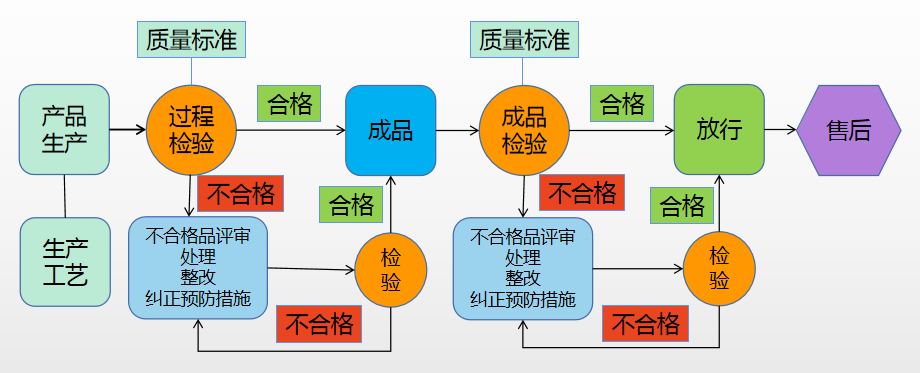 质量标准
质量标准
产品
生产
过程
检验
合格
成品
成品
检验
合格
放行
售后
不合格
合格
不合格
合格
生产
工艺
不合格品评审
处理
整改
纠正预防措施
检
验
不合格品评审
处理
整改
纠正预防措施
检
验
不合格
不合格